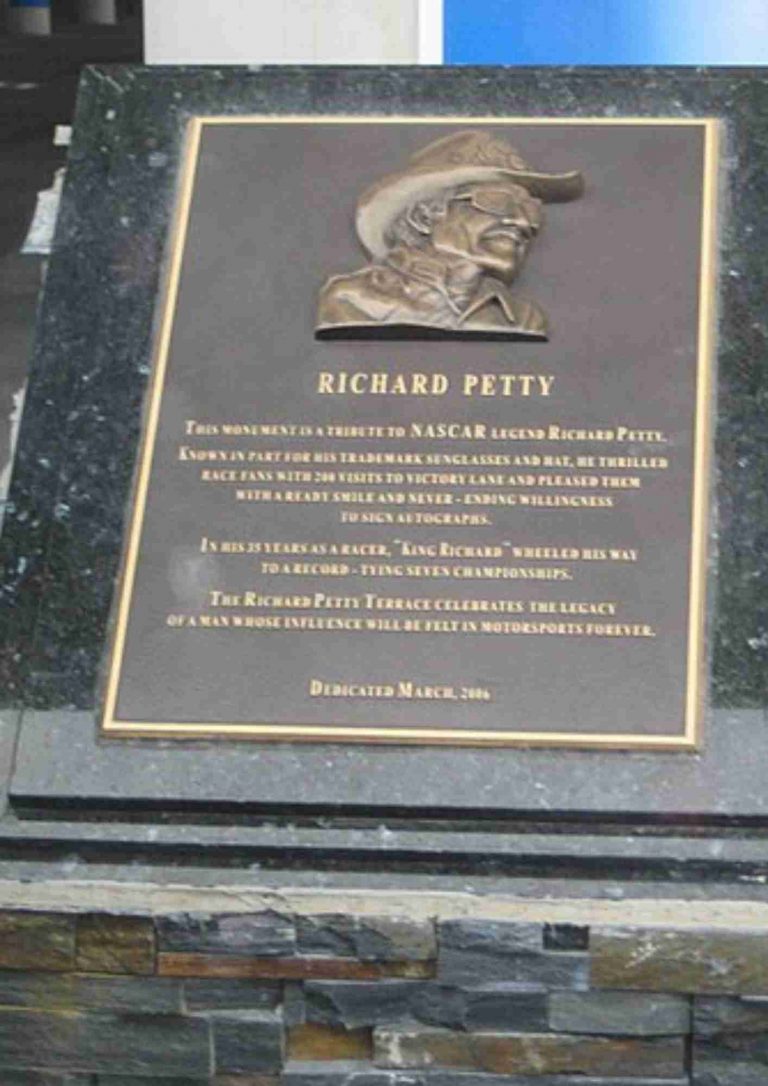 RICHARD PETTY
THIS MONUMENT IS A TRIBUTE TO NASCAR LEGEND RICHARD PETTY.
KNOWN IN PART FOR HIS TRADEMARK SUNGLASSES AND HAT, HE THRILLED
RACE FANS WITH 200 VISITS TO VICTORY LANE AND PLEASED THEM
WITH A READY SMILE AND NEVER - ENDING WILLINGNESS
TO SIGN AUTOGRAPHS.
IN HIS 35 YEARS AS A RACER, "KING RICHARD" WHEELED HIS WAY
TO A RECORD - TYING SEVEN CHAMPIONSHIPS.
THE RICHARD PETTY TERRACE CELEBRATES THE LEGACY
OF A MAN WHOSE INFLUENCE WILL BE FELT IN MOTORSPORTS FOREVER.
DEDICATED MARCH, 2006